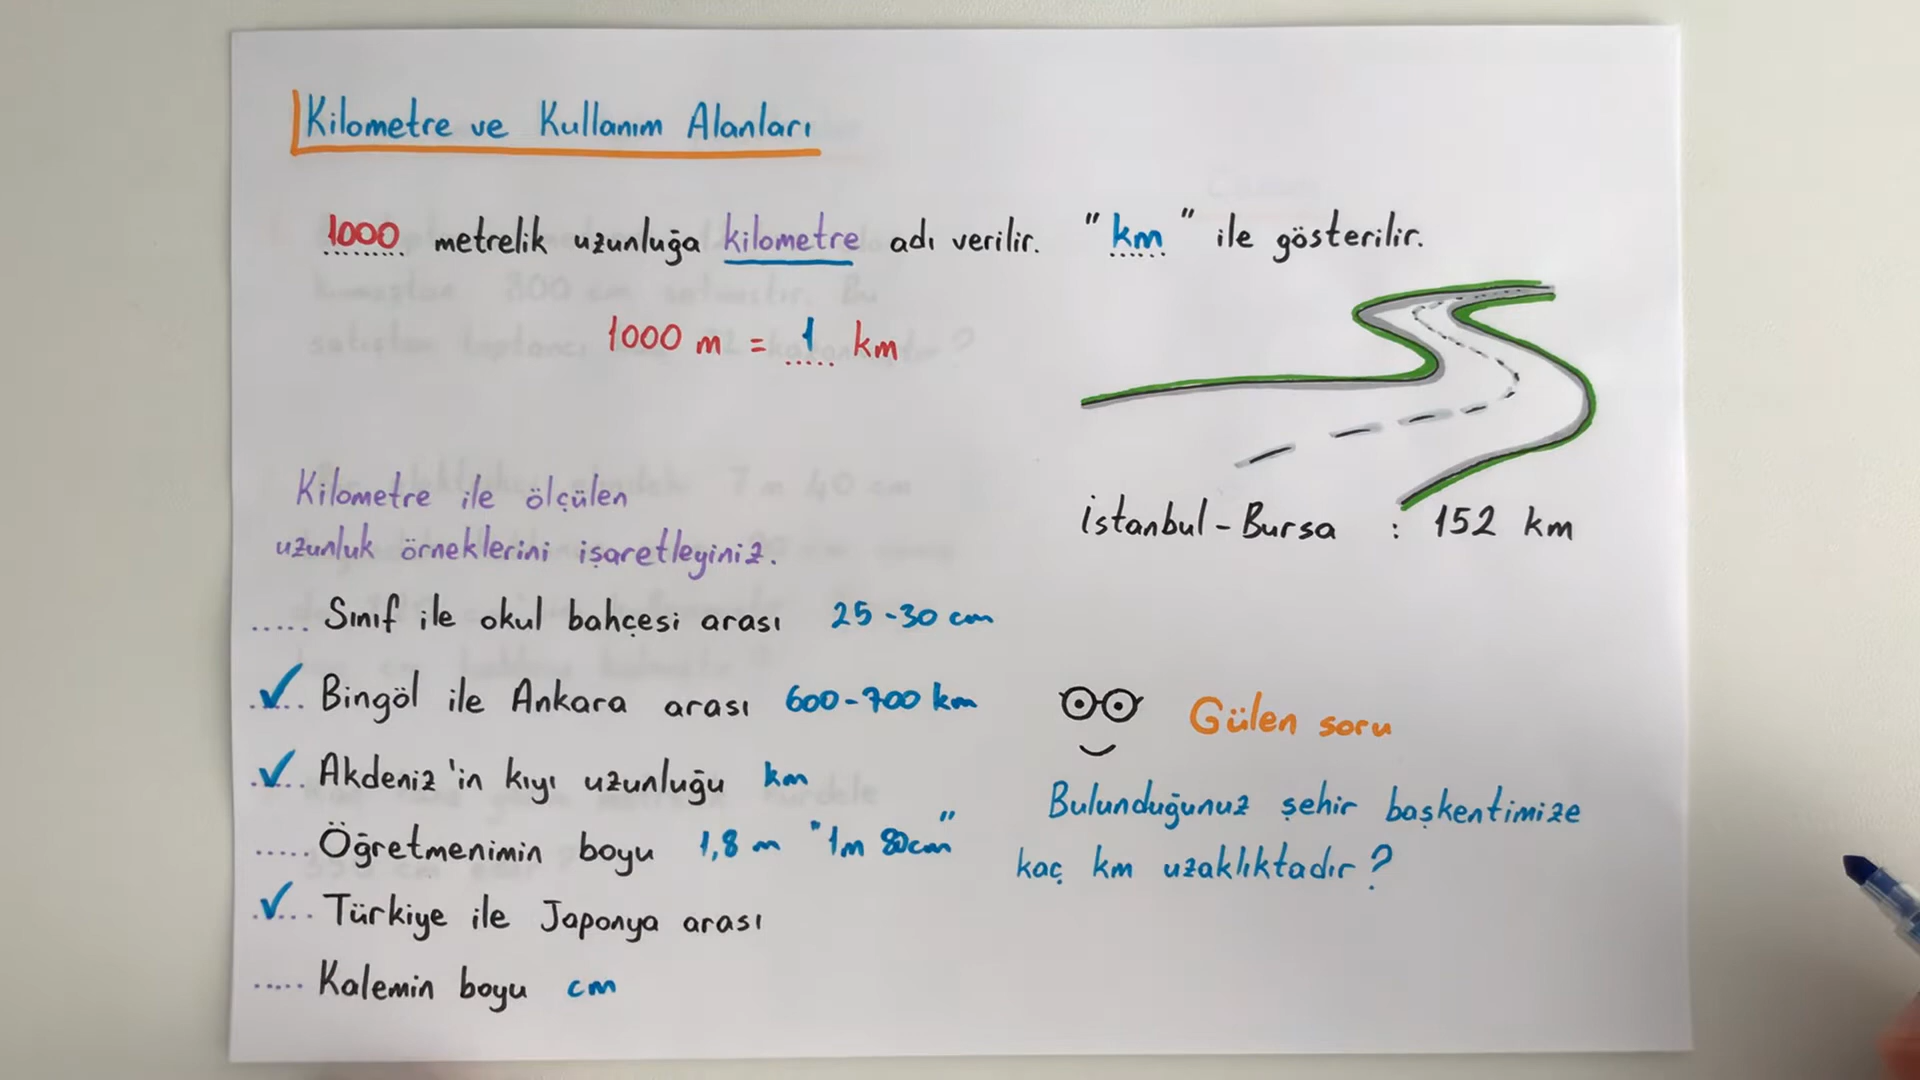 Kilometre ve Kullanım Alanları
1000 metrelik uzunluğa kilometre adı verilir. "km" ile gösterilir.
1000 m = 1 km
İstanbul - Bursa : 152 km
Kilometre ile ölçülen
uzunluk örneklerini işaretleyiniz.
..... Sınıf ile okul bahçesi arası 25-30 cm
✓ Bingöl ile Ankara arası 600-700 km
✓ Akdeniz'in kıyı uzunluğu km
..... Öğretmenimin boyu 1,8 m "1m 80cm"
✓ Türkiye ile Japonya arası
..... Kalemin boyu cm
Gülen soru
Bulunduğunuz şehir başkentimize
kaç km uzaklıktadır?